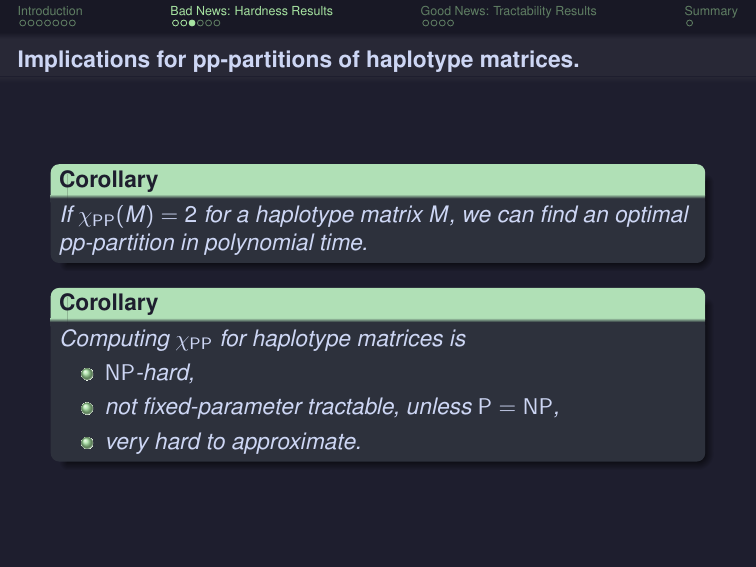 Introduction
Bad News: Hardness Results
Good News: Tractability Results
Summary
Implications for pp-partitions of haplotype matrices.
Corollary
If χPP(M) = 2 for a haplotype matrix M, we can find an optimal
pp-partition in polynomial time.
Corollary
Computing χPP for haplotype matrices is
NP-hard,
not fixed-parameter tractable, unless P = NP,
very hard to approximate.